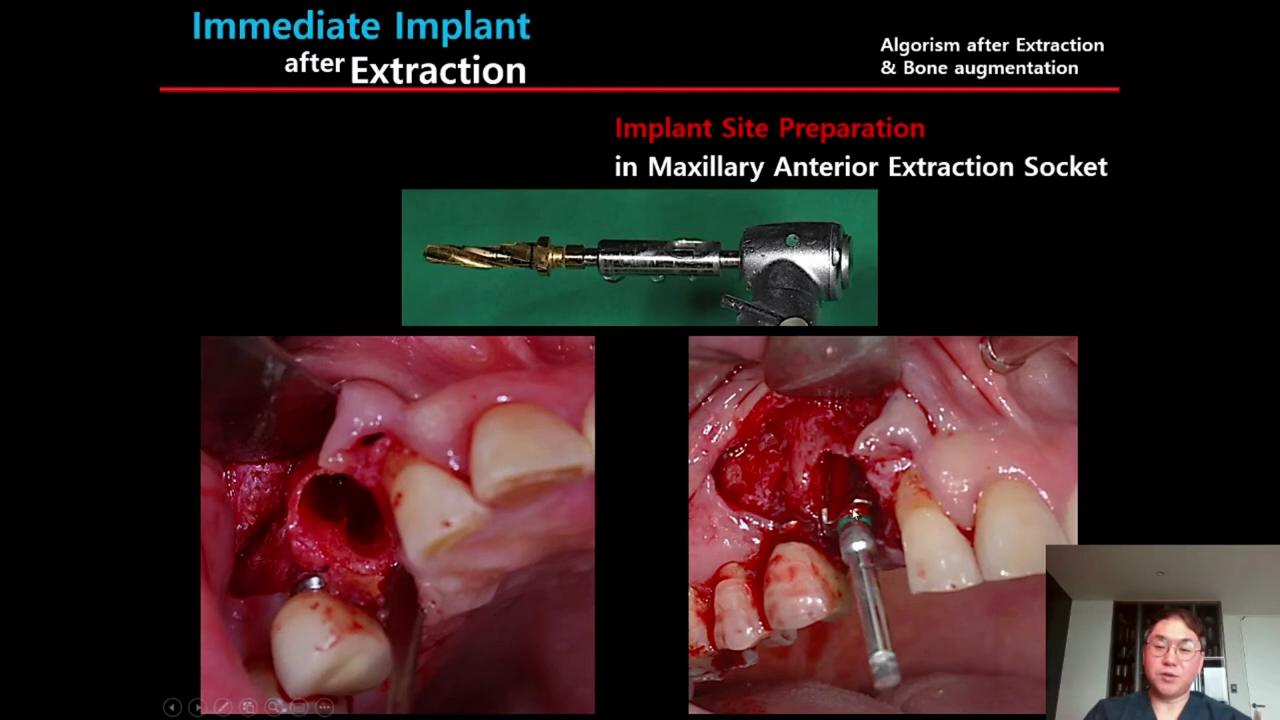 Immediate Implant
after Extraction
Algorism after Extraction
& Bone augmentation
Implant Site Preparation
in Maxillary Anterior Extraction Socket